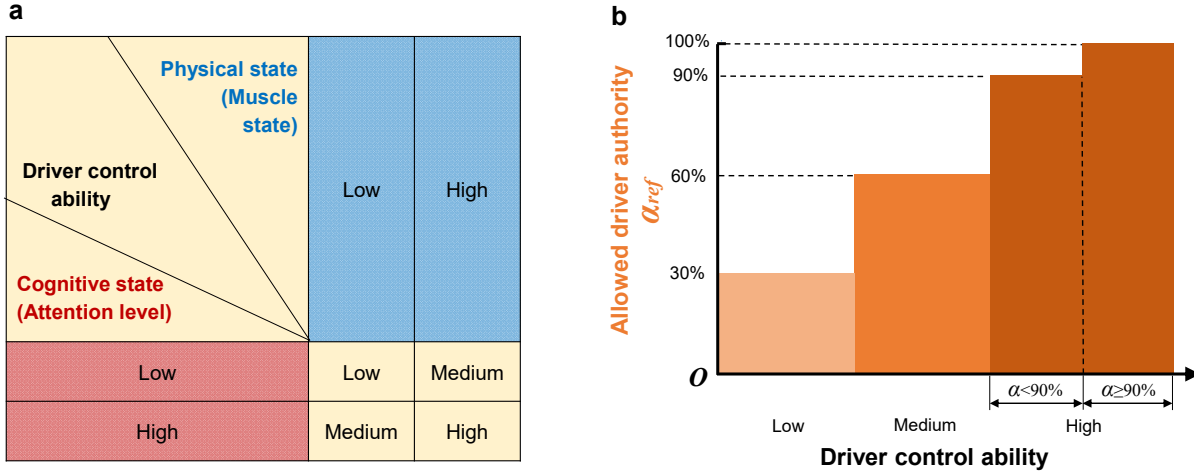 a
Physical state
(Muscle
state)
Driver control
ability
Cognitive state
(Attention level)
Low High
Low Low Medium
High Medium High
b
Allowed driver authority
α_ref
100%
90%
60%
30%
O
α<90% α≥90%
Low Medium High
Driver control ability